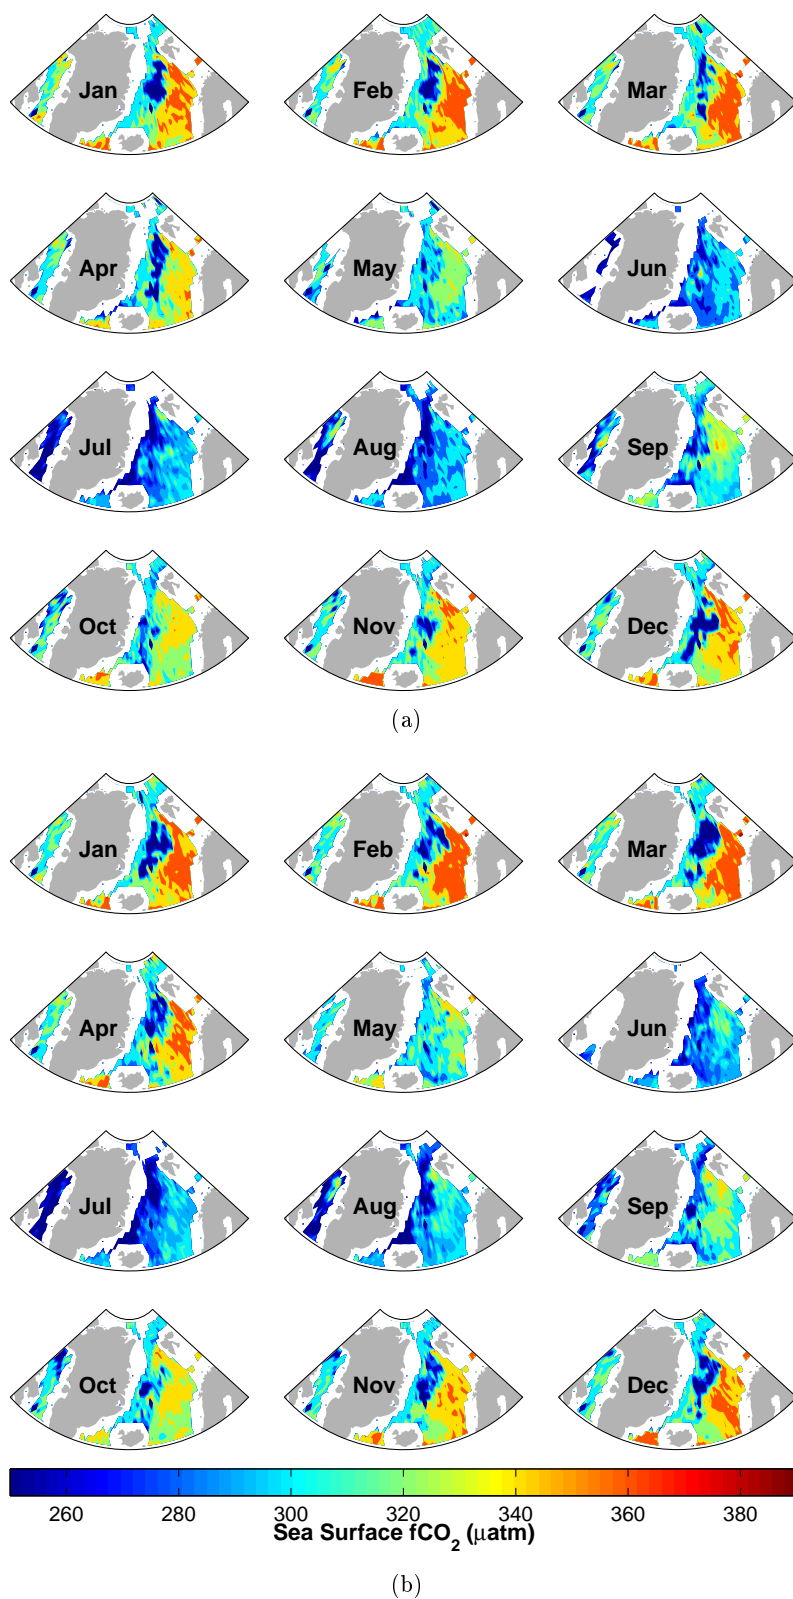 Jan Feb Mar
Apr May Jun
Jul Aug Sep
Oct Nov Dec
(a)
Jan Feb Mar
Apr May Jun
Jul Aug Sep
Oct Nov Dec
260 280 300 320 340 360 380
Sea Surface fCO₂ (μatm)
(b)